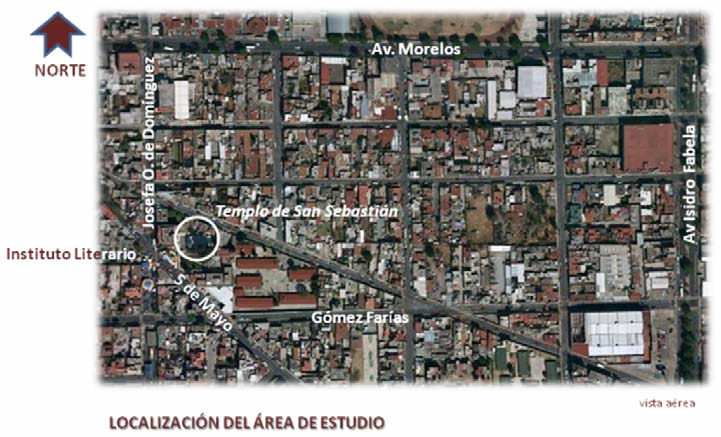 Av. Morelos
NORTE
Josefa O. de Domínguez
Av Isidro Fabela
Templo de San Sebastián
Instituto Literario
5 de Mayo
Gómez Farías
vista aérea
LOCALIZACIÓN DEL ÁREA DE ESTUDIO